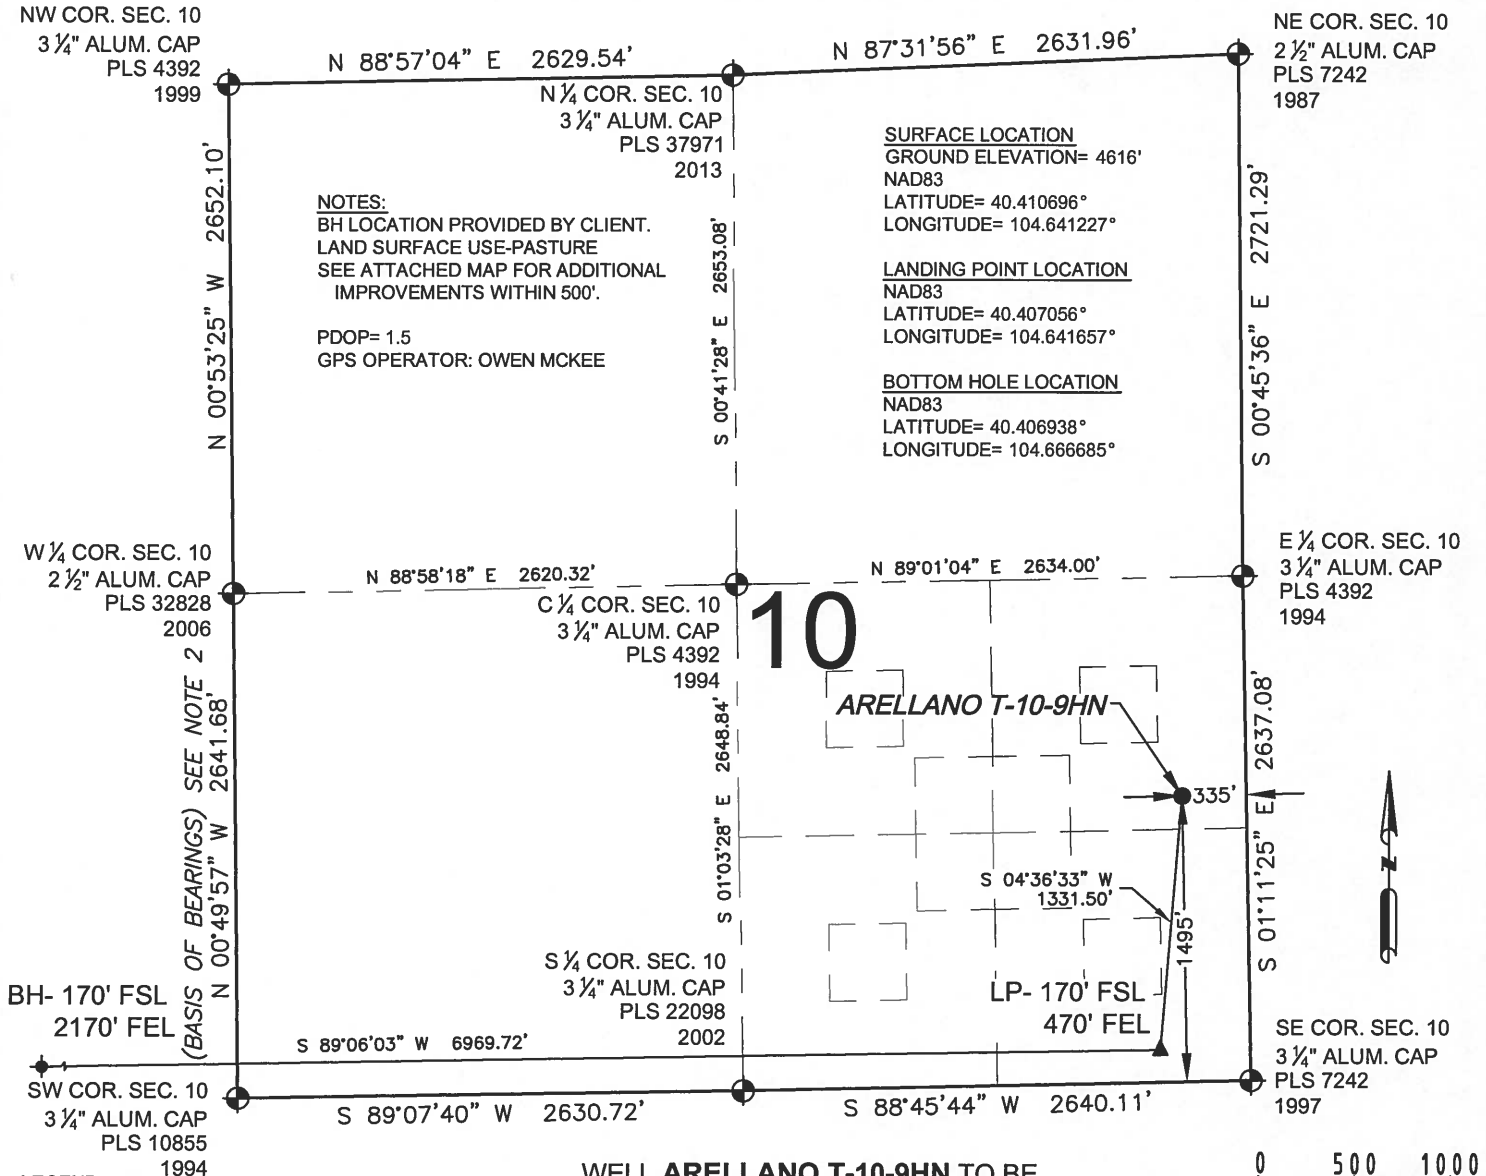 NW COR. SEC. 10
3 ¼" ALUM. CAP
PLS 4392
1999
N 88°57'04" E 2629.54'
N 87°31'56" E 2631.96'
NE COR. SEC. 10
2 ½" ALUM. CAP
PLS 7242
1987
N ¼ COR. SEC. 10
3 ¼" ALUM. CAP
PLS 37971
2013
N 00°53'25" W 2652.10'
NOTES:
BH LOCATION PROVIDED BY CLIENT.
LAND SURFACE USE-PASTURE
SEE ATTACHED MAP FOR ADDITIONAL
IMPROVEMENTS WITHIN 500'.
PDOP= 1.5
GPS OPERATOR: OWEN MCKEE
S 00°41'28" E 2653.08'
SURFACE LOCATION
GROUND ELEVATION= 4616'
NAD83
LATITUDE= 40.410696°
LONGITUDE= 104.641227°
LANDING POINT LOCATION
NAD83
LATITUDE= 40.407056°
LONGITUDE= 104.641657°
BOTTOM HOLE LOCATION
NAD83
LATITUDE= 40.406938°
LONGITUDE= 104.666685°
S 00°45'36" E 2721.29'
W ¼ COR. SEC. 10
2 ½" ALUM. CAP
PLS 32828
2006
N 88°58'18" E 2620.32'
N 89°01'04" E 2634.00'
E ¼ COR. SEC. 10
3 ¼" ALUM. CAP
PLS 4392
1994
C ¼ COR. SEC. 10
3 ¼" ALUM. CAP
PLS 4392
1994
10
ARELLANO T-10-9HN
(BASIS OF BEARINGS) SEE NOTE 2
N 00°49'57" W 2641.68'
S 01°03'28" E 2648.84'
335'
S 01°11'25" E 2637.08'
S 04°36'33" W
1331.50'
1495'
N
S ¼ COR. SEC. 10
3 ¼" ALUM. CAP
PLS 22098
2002
LP- 170' FSL
470' FEL
BH- 170' FSL
2170' FEL
S 89°06'03" W 6969.72'
SE COR. SEC. 10
3 ¼" ALUM. CAP
PLS 7242
1997
SW COR. SEC. 10
3 ¼" ALUM. CAP
PLS 10855
1994
S 89°07'40" W 2630.72'
S 88°45'44" W 2640.11'
WELL ARELLANO T-10-9HN TO BE
0 500 1000